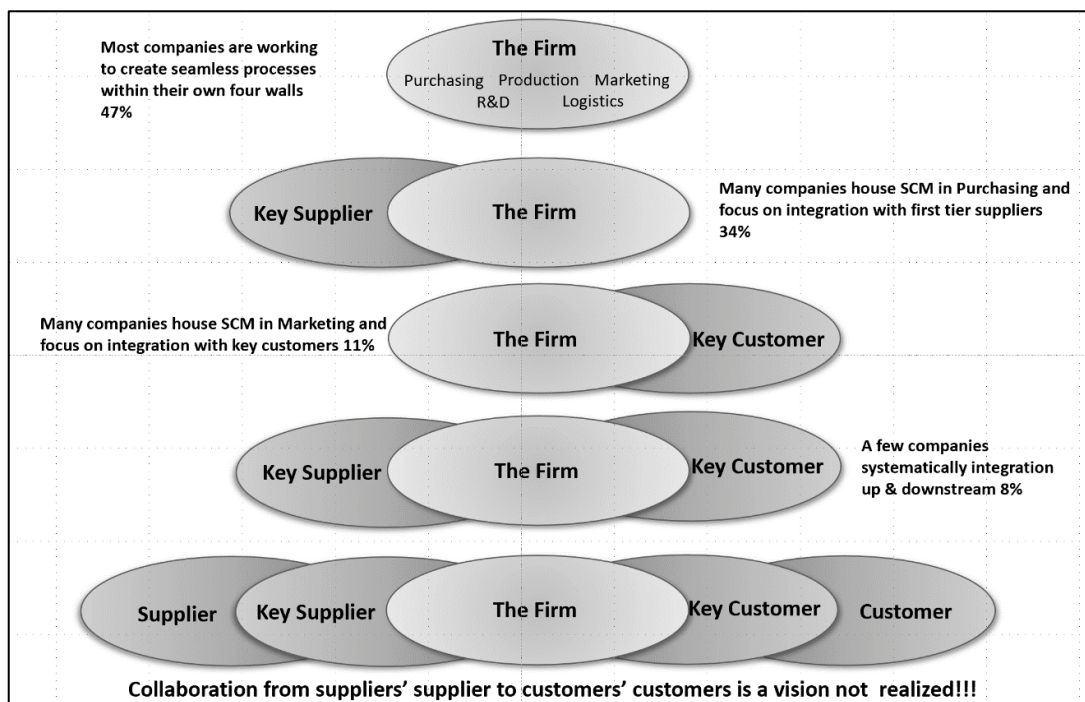 Most companies are working
to create seamless processes
within their own four walls
47%
The Firm
Purchasing Production Marketing
R&D Logistics
Key Supplier The Firm
Many companies house SCM in Purchasing and
focus on integration with first tier suppliers
34%
Many companies house SCM in Marketing and
focus on integration with key customers 11%
The Firm Key Customer
Key Supplier The Firm Key Customer
A few companies
systematically integration
up & downstream 8%
Supplier Key Supplier The Firm Key Customer Customer
Collaboration from suppliers’ supplier to customers’ customers is a vision not realized!!!